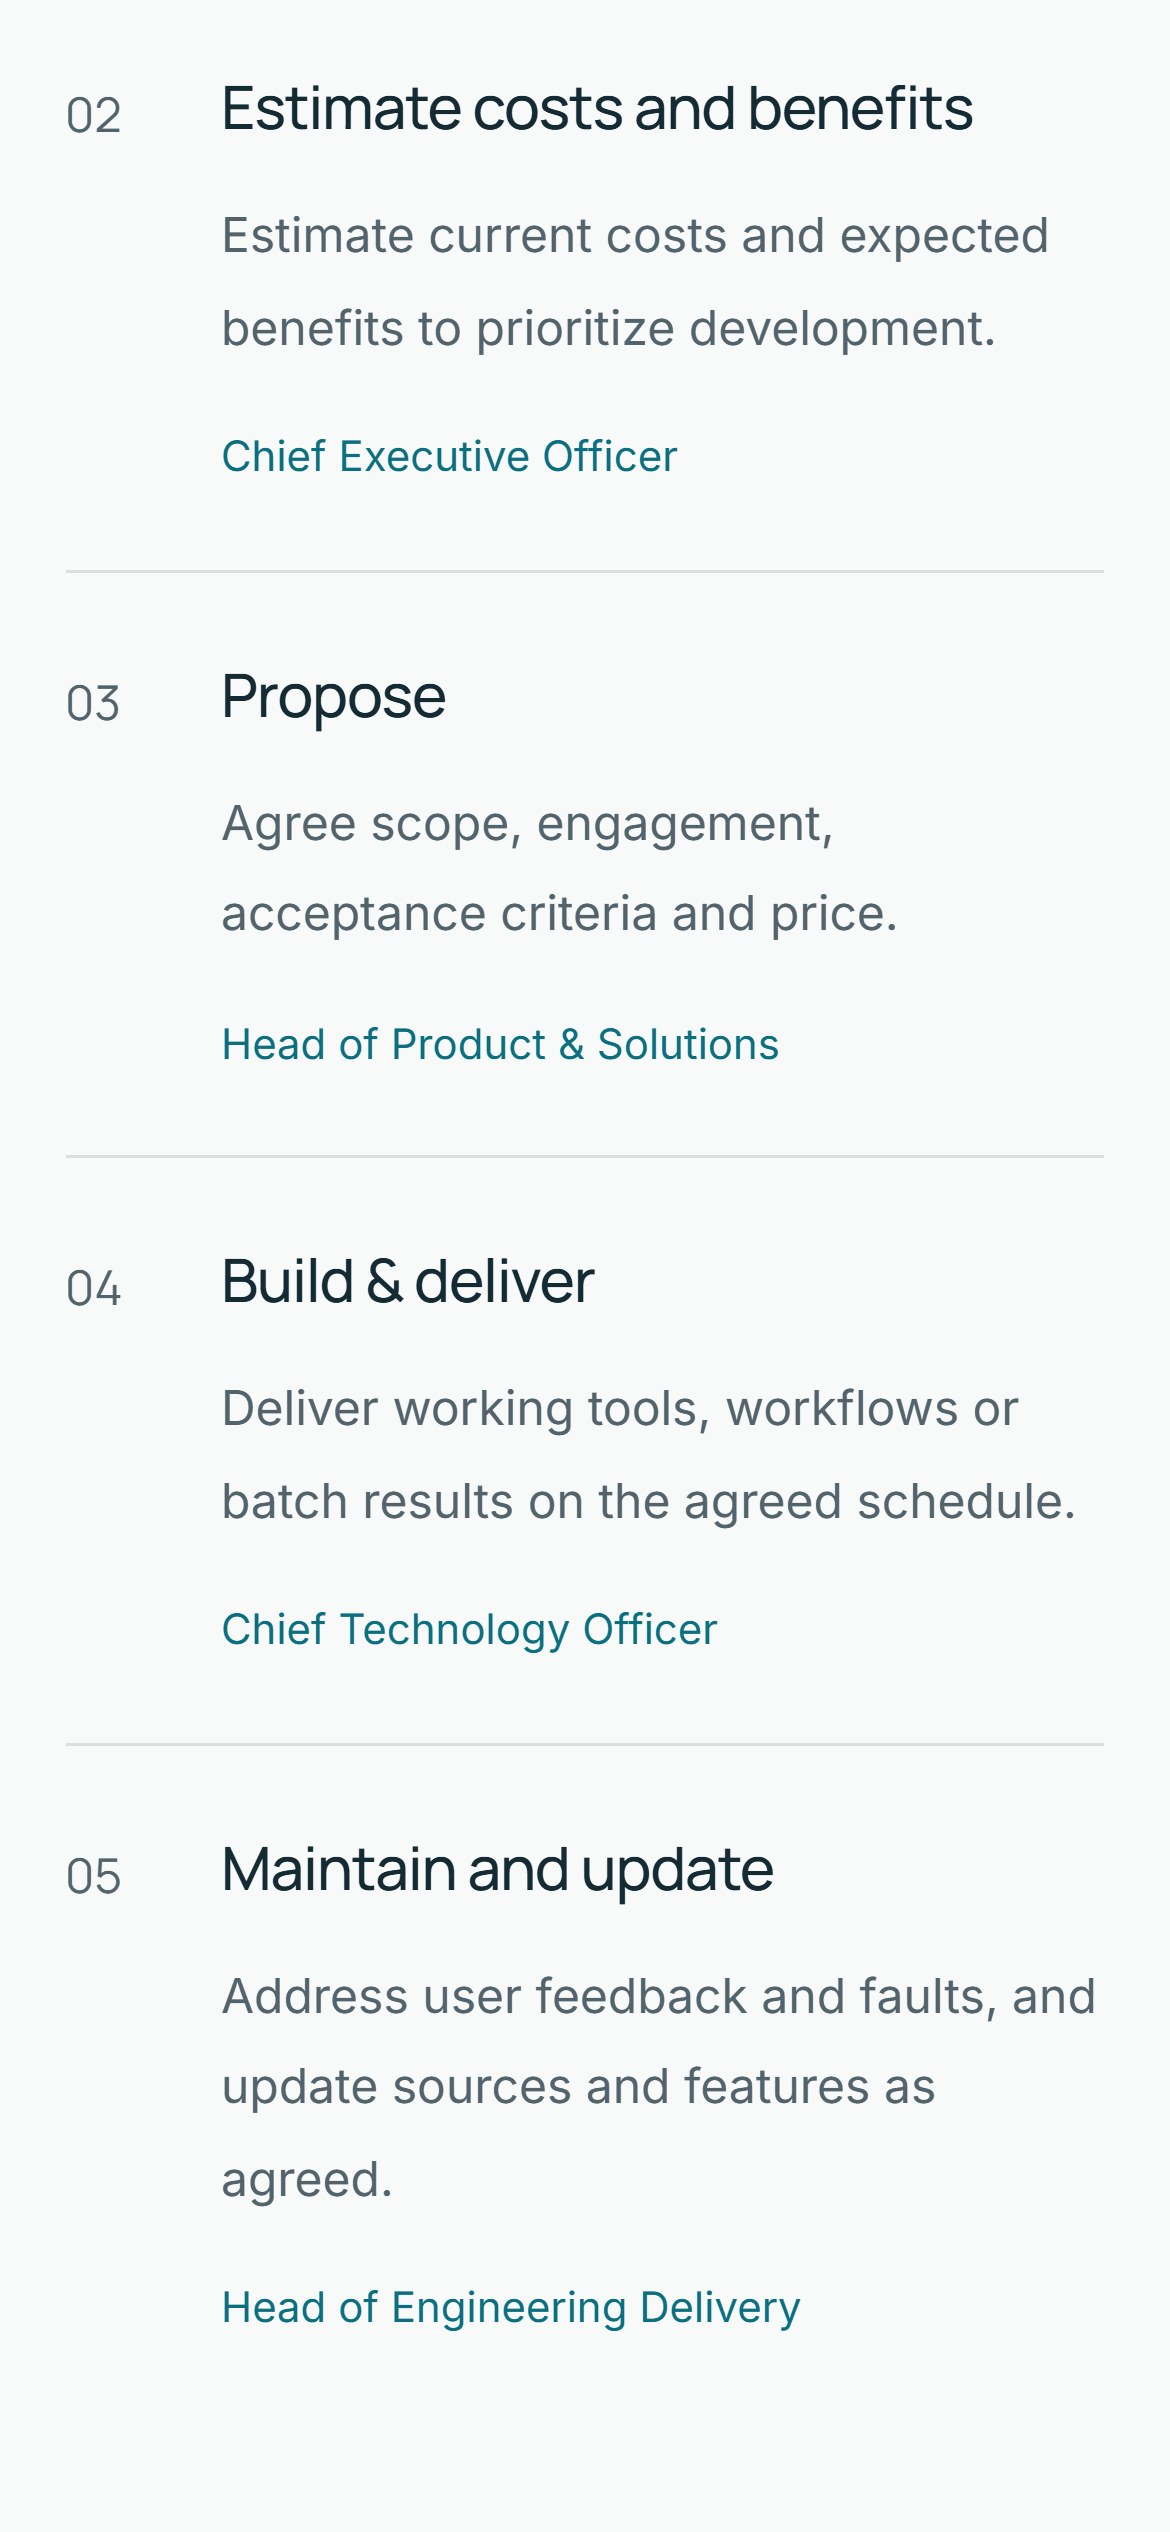 02
Estimate costs and benefits
Estimate current costs and expected
benefits to prioritize development.
Chief Executive Officer
03
Propose
Agree scope, engagement,
acceptance criteria and price.
Head of Product & Solutions
04
Build & deliver
Deliver working tools, workflows or
batch results on the agreed schedule.
Chief Technology Officer
05
Maintain and update
Address user feedback and faults, and
update sources and features as
agreed.
Head of Engineering Delivery